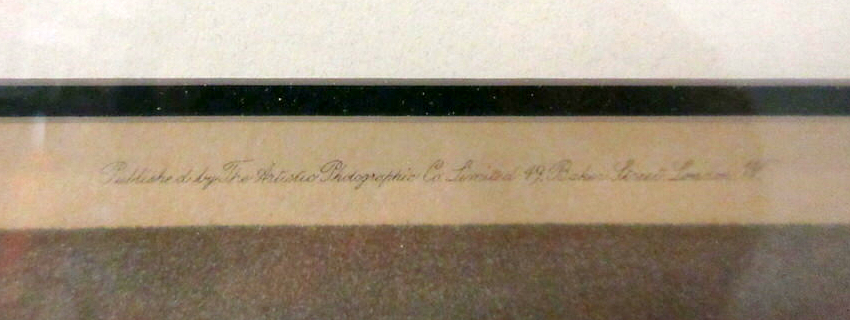 Published by The Artistic Photographic Co. Limited 49, Baker Street London W.